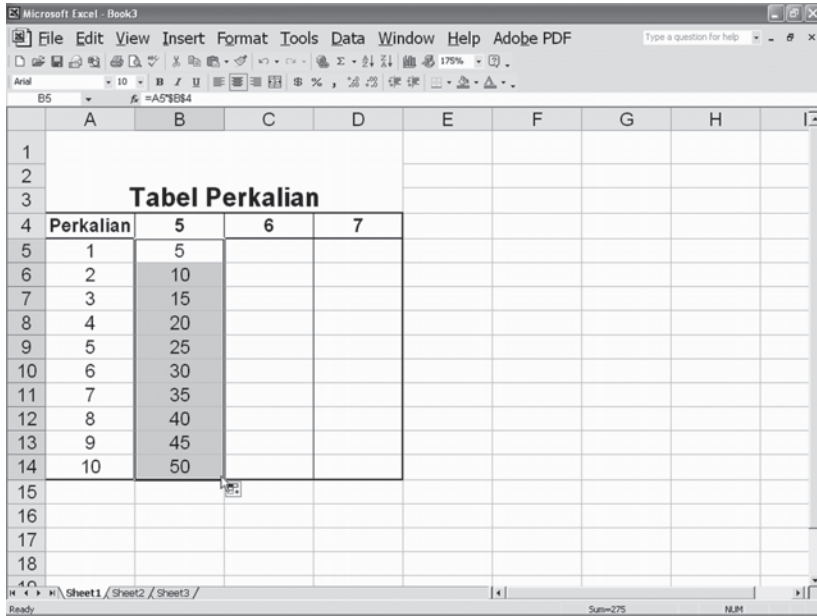 Microsoft Excel - Book3
File Edit View Insert Format Tools Data Window Help Adobe PDF Type a question for help
175%
Arial 10 B I U $ % ,
B5 fx =A5*$B$4
A B C D E F G H I
1
2
3 Tabel Perkalian
4 Perkalian 5 6 7
5 1 5
6 2 10
7 3 15
8 4 20
9 5 25
10 6 30
11 7 35
12 8 40
13 9 45
14 10 50
15
16
17
18
19
Sheet1 / Sheet2 / Sheet3 /
Ready Sum=275 NUM